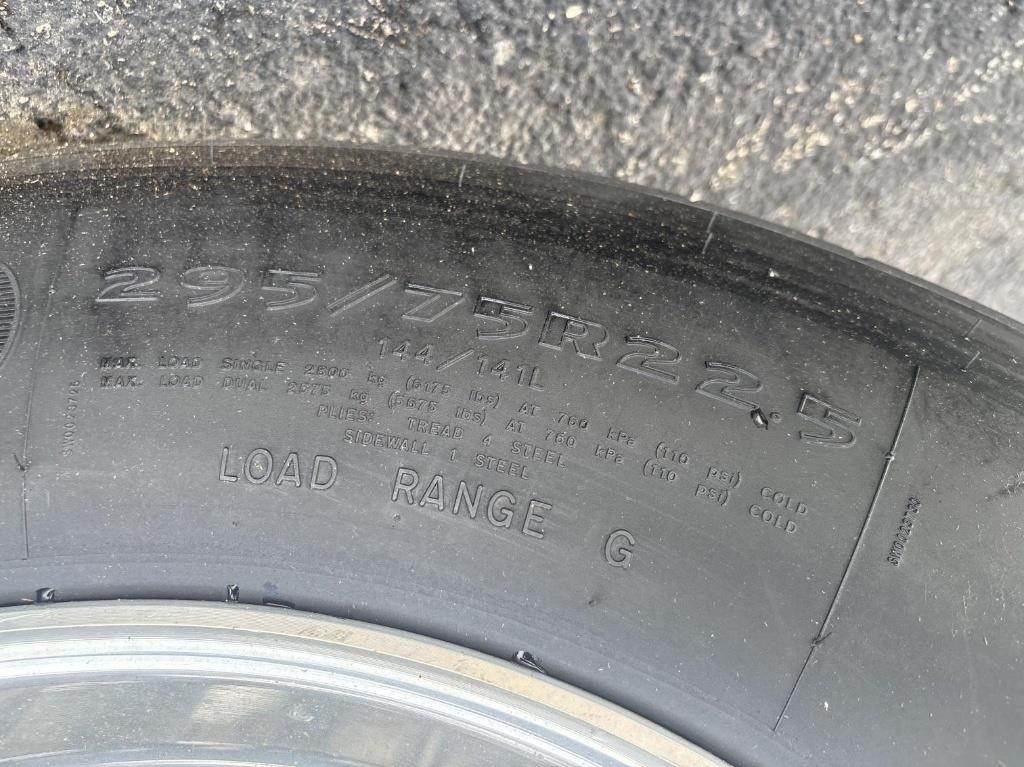 295/75R22.5
144/141L
MAX. LOAD SINGLE 2800 kg (6175 lbs) AT 760 kPa (110 PSI) COLD
MAX. LOAD DUAL 2575 kg (5675 lbs) AT 760 kPa (110 PSI) COLD
PLIES: TREAD 4 STEEL
SIDEWALL 1 STEEL
LOAD RANGE G